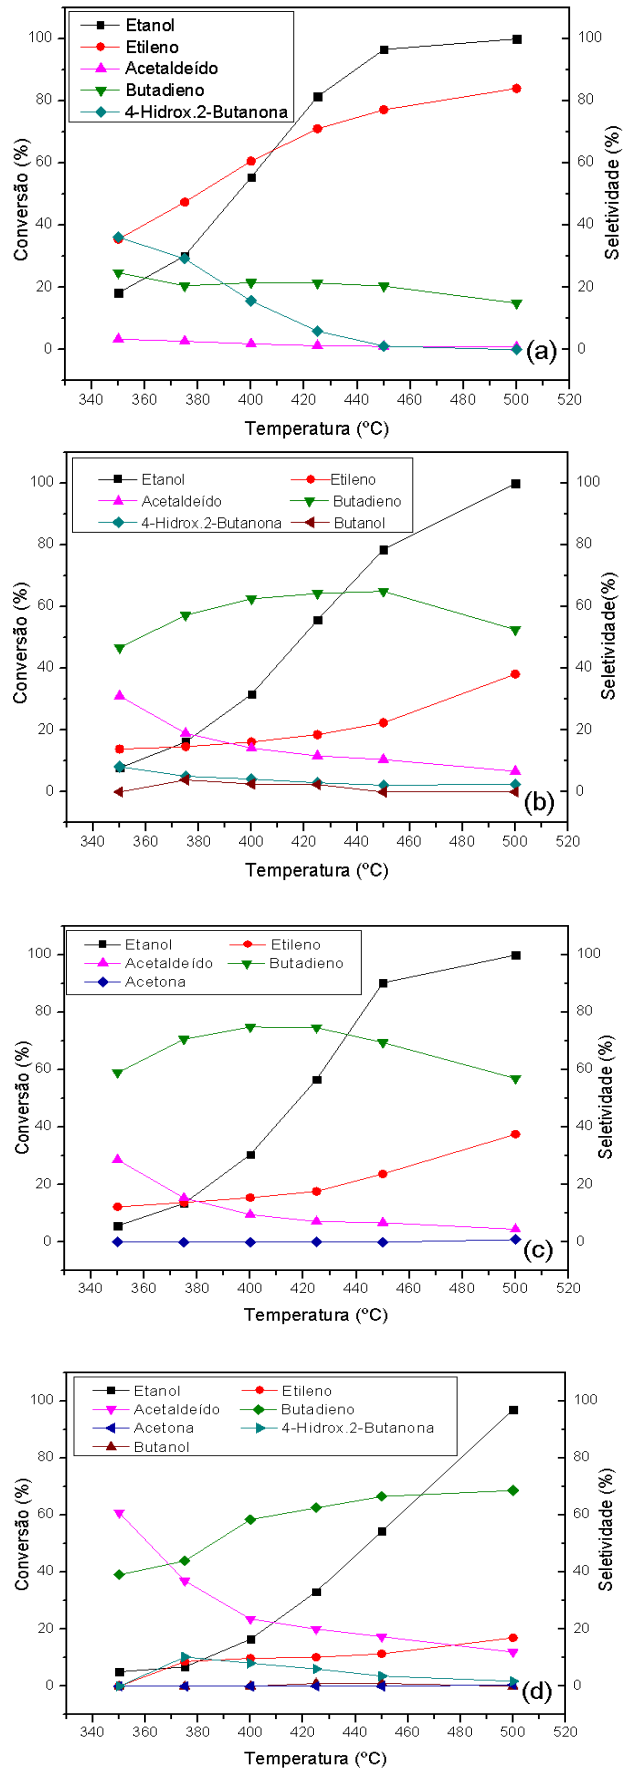 Etanol
Etileno
Acetaldeído
Butadieno
4-Hidrox.2-Butanona
100
80
60
40
20
0
100
80
60
40
20
0
Conversão (%)
Seletividade (%)
(a)
340 360 380 400 420 440 460 480 500 520
Temperatura (ºC)
Etanol Etileno
Acetaldeído Butadieno
4-Hidrox.2-Butanona Butanol
100
80
60
40
20
0
100
80
60
40
20
0
Conversão (%)
Seletividade(%)
(b)
340 360 380 400 420 440 460 480 500 520
Temperatura (ºC)
Etanol Etileno
Acetaldeído Butadieno
Acetona
100
80
60
40
20
0
100
80
60
40
20
0
Conversão (%)
Seletividade (%)
(c)
340 360 380 400 420 440 460 480 500 520
Temperatura (ºC)
Etanol Etileno
Acetaldeído Butadieno
Acetona 4-Hidrox.2-Butanona
Butanol
100
80
60
40
20
0
100
80
60
40
20
0
Conversão (%)
Seletividade (%)
(d)
340 360 380 400 420 440 460 480 500 520
Temperatura (ºC)